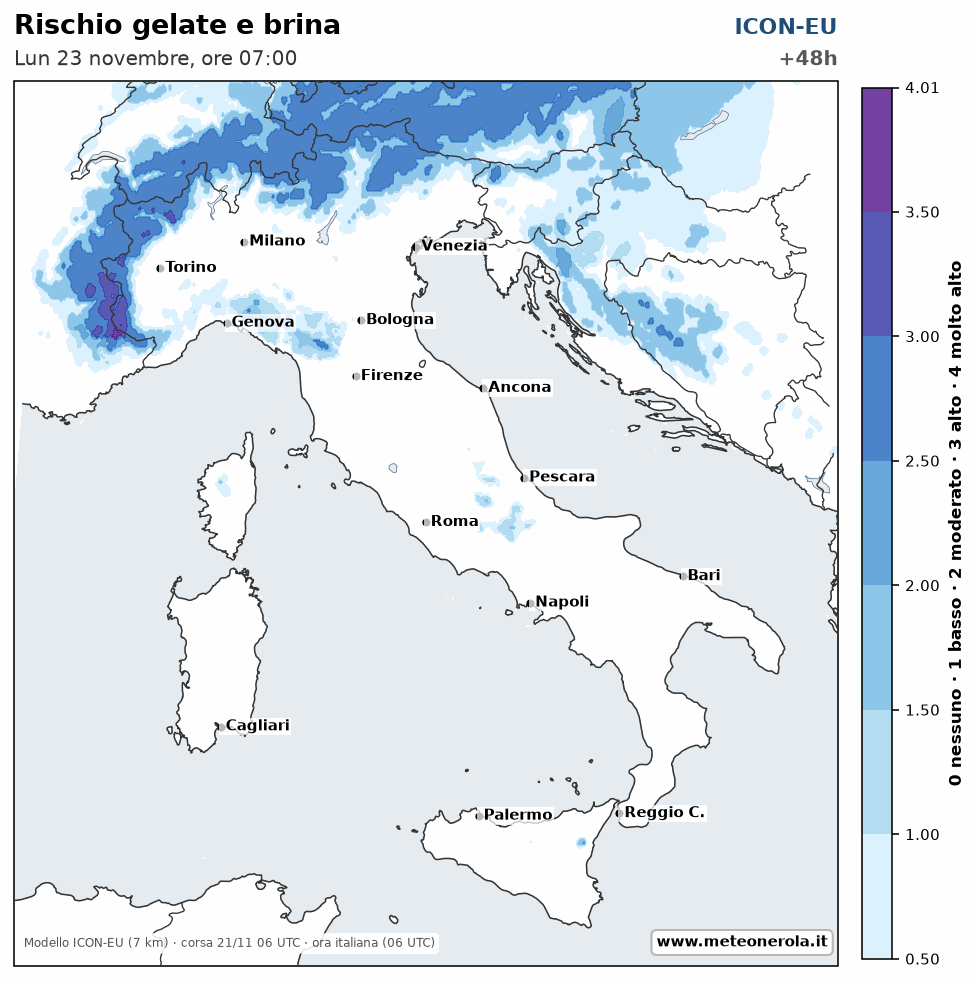 Rischio gelate e brina
ICON-EU
Lun 23 novembre, ore 07:00
+48h
4.01
3.50
3.00
2.50
2.00
1.50
1.00
0.50
0 nessuno · 1 basso · 2 moderato · 3 alto · 4 molto alto
Milano
Venezia
Torino
Genova
Bologna
Firenze
Ancona
Pescara
Roma
Bari
Napoli
Cagliari
Palermo
Reggio C.
Modello ICON-EU (7 km) · corsa 21/11 06 UTC · ora italiana (06 UTC)
www.meteonerola.it